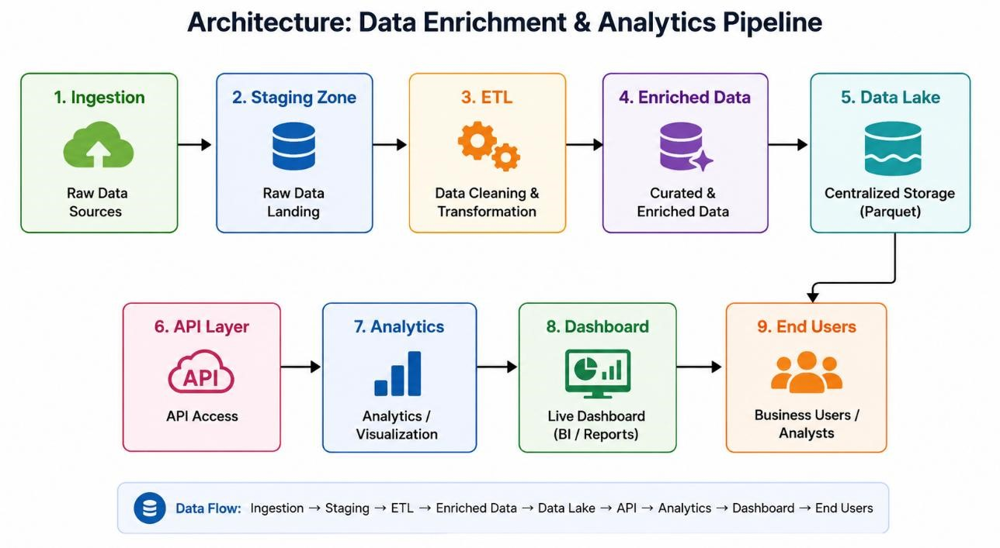 Architecture: Data Enrichment & Analytics Pipeline
1. Ingestion
Raw Data
Sources
2. Staging Zone
Raw Data
Landing
3. ETL
Data Cleaning &
Transformation
4. Enriched Data
Curated &
Enriched Data
5. Data Lake
Centralized Storage
(Parquet)
6. API Layer
API
API Access
7. Analytics
Analytics /
Visualization
8. Dashboard
Live Dashboard
(BI / Reports)
9. End Users
Business Users /
Analysts
Data Flow: Ingestion → Staging → ETL → Enriched Data → Data Lake → API → Analytics → Dashboard → End Users